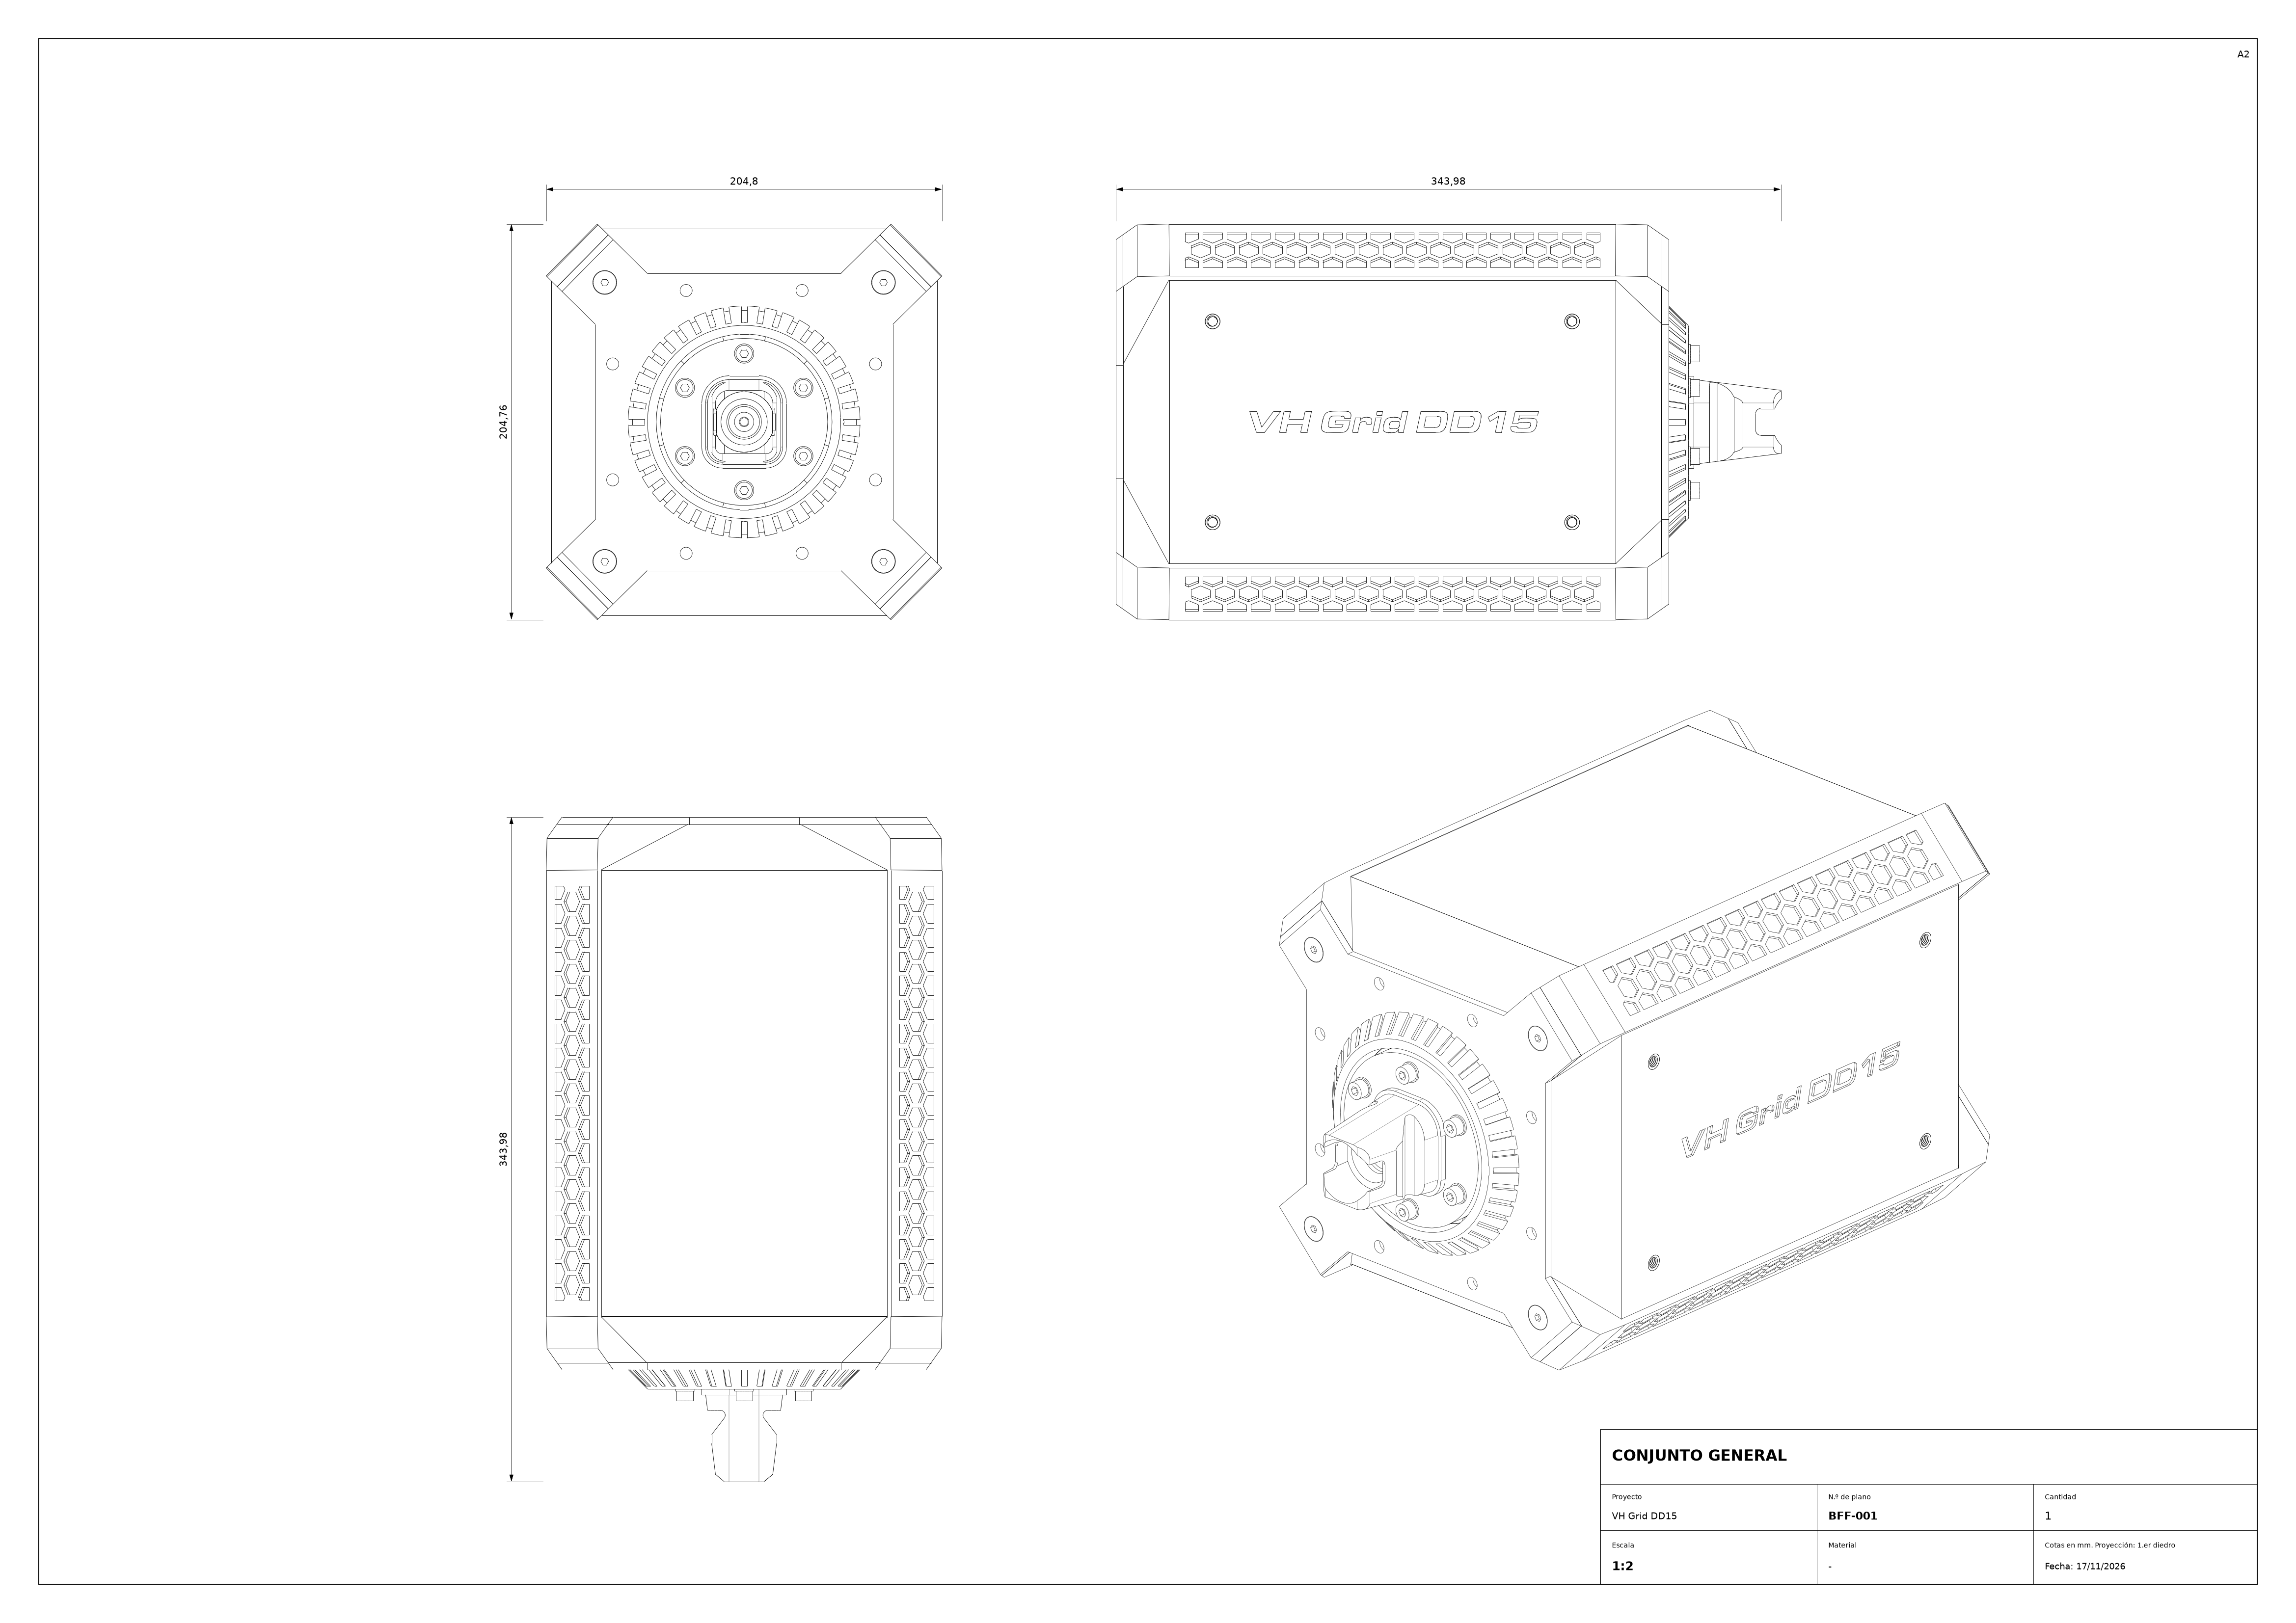 A2
204,8
343,98
204,76
VH Grid DD15
343,98
VH Grid DD15
CONJUNTO GENERAL
Proyecto
VH Grid DD15
N.º de plano
BFF-001
Cantidad
1
Escala
1:2
Material
-
Cotas en mm. Proyección: 1.er diedro
Fecha: 17/11/2026